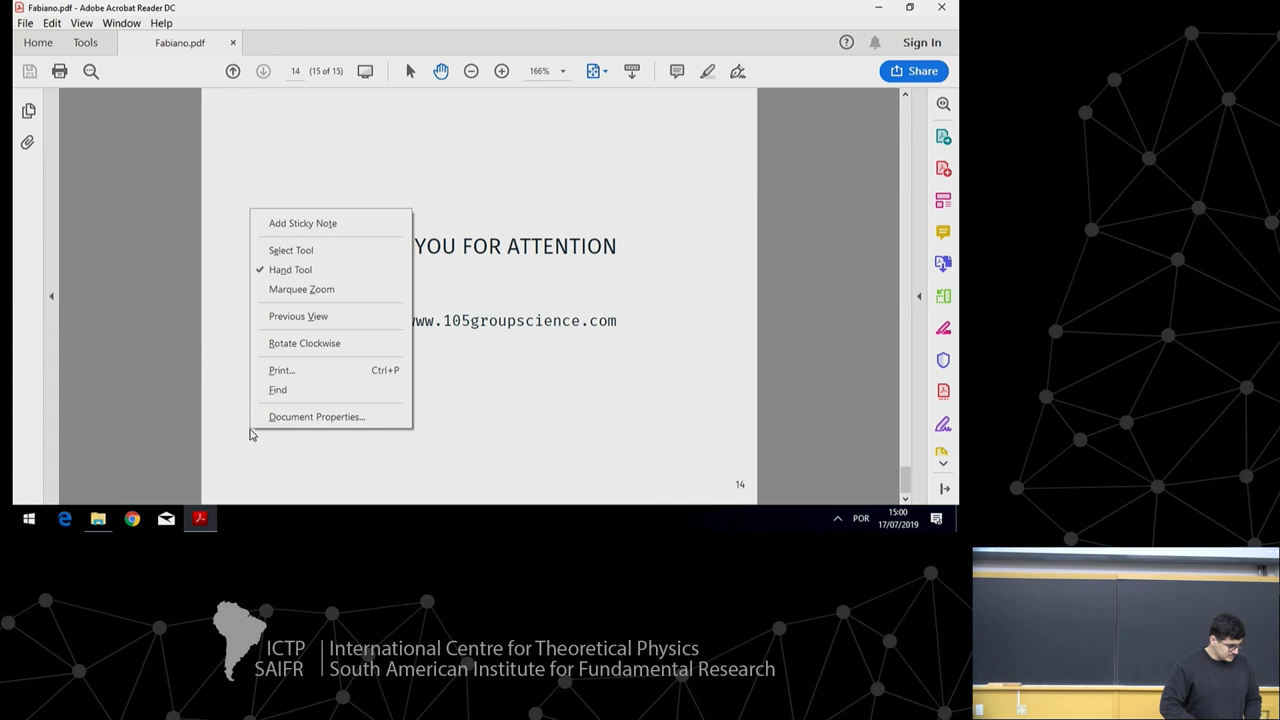 Fabiano.pdf - Adobe Acrobat Reader DC
File Edit View Window Help
Home Tools Fabiano.pdf Sign In
14 (15 of 15) 166% Share
Add Sticky Note
Select Tool
Hand Tool
Marquee Zoom
Previous View
Rotate Clockwise
Print... Ctrl+P
Find
Document Properties...
YOU FOR ATTENTION
www.105groupscience.com
14
POR 15:00
17/07/2019
ICTP International Centre for Theoretical Physics
SAIFR South American Institute for Fundamental Research